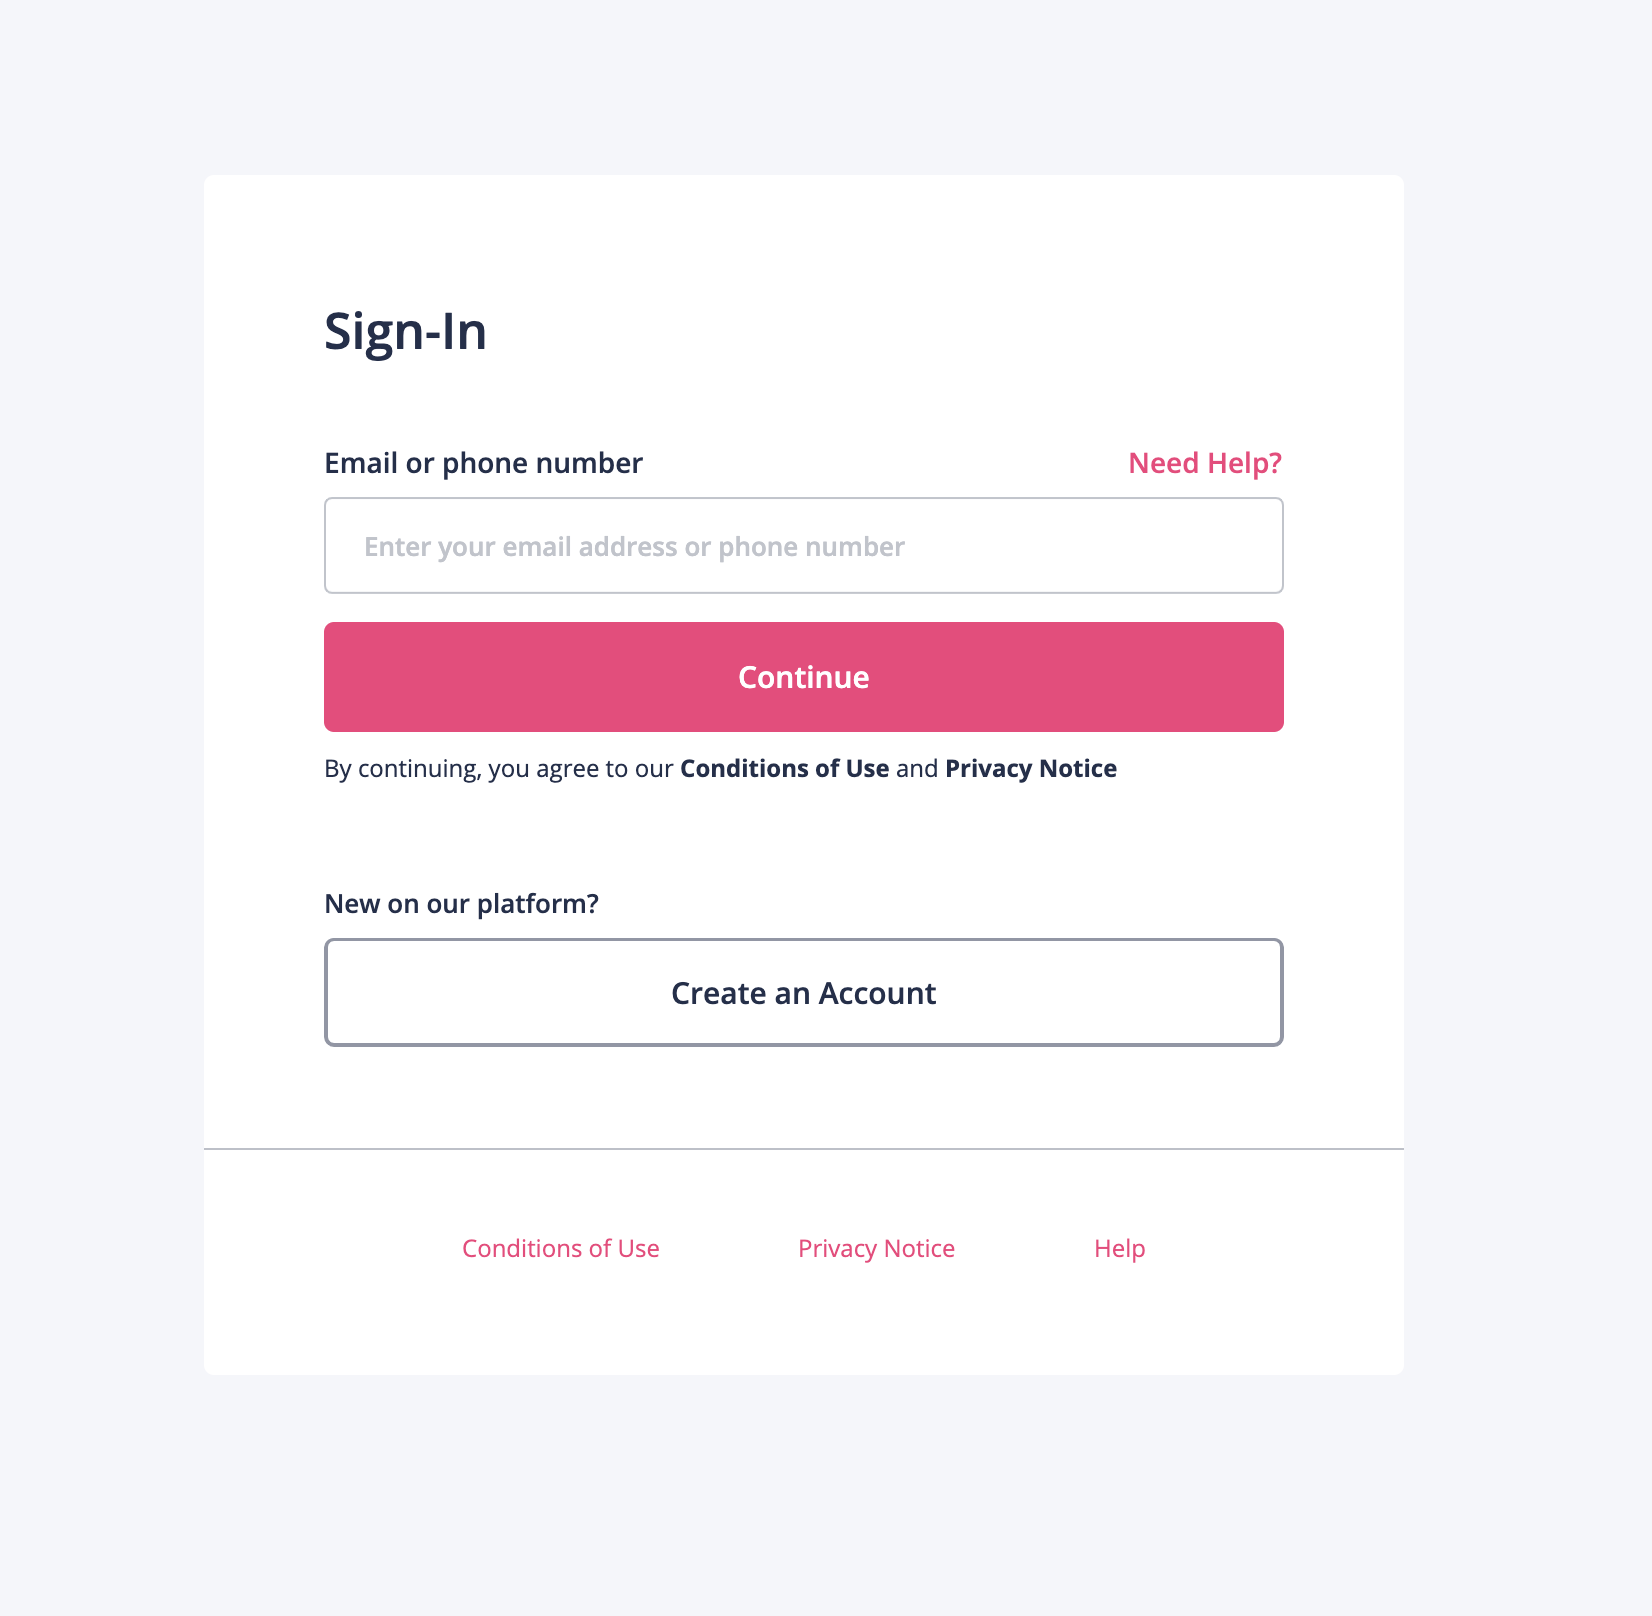 Sign-In
Email or phone number
Need Help?
Enter your email address or phone number
Continue
By continuing, you agree to our Conditions of Use and Privacy Notice
New on our platform?
Create an Account
Conditions of Use
Privacy Notice
Help